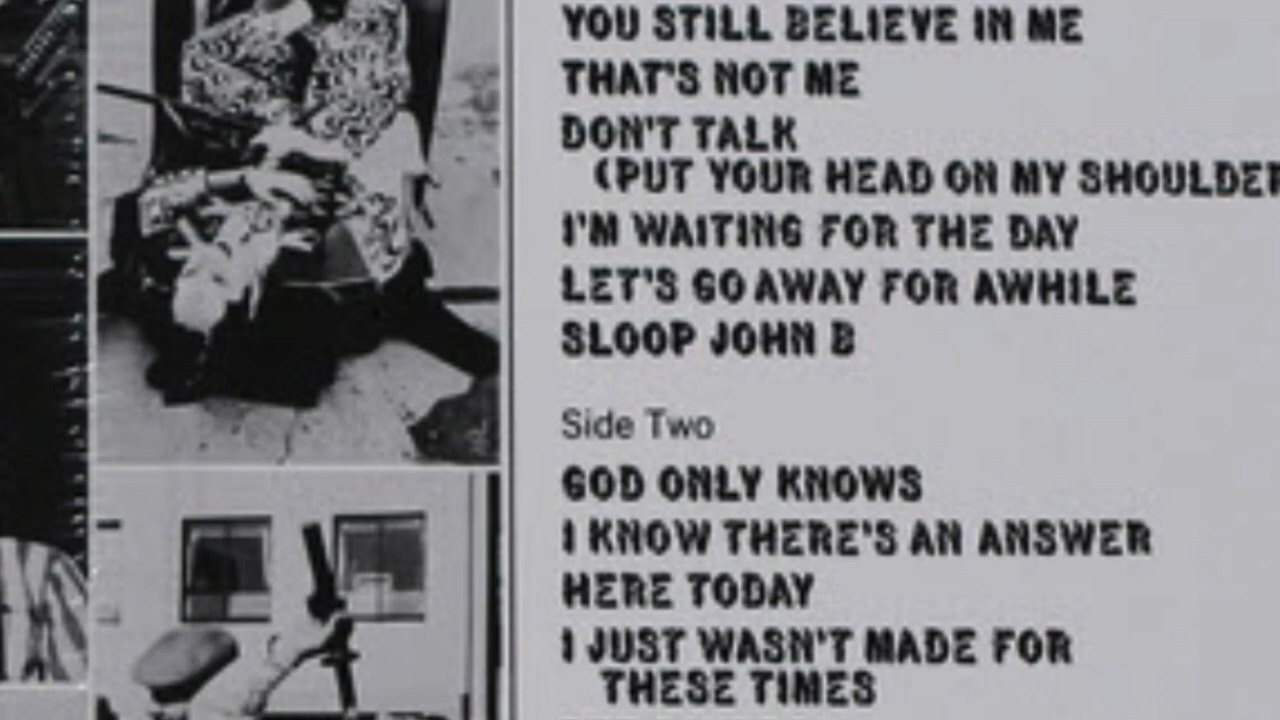 YOU STILL BELIEVE IN ME
THAT'S NOT ME
DON'T TALK
(PUT YOUR HEAD ON MY SHOULDER
I'M WAITING FOR THE DAY
LET'S GO AWAY FOR AWHILE
SLOOP JOHN B
Side Two
GOD ONLY KNOWS
I KNOW THERE'S AN ANSWER
HERE TODAY
I JUST WASN'T MADE FOR
THESE TIMES